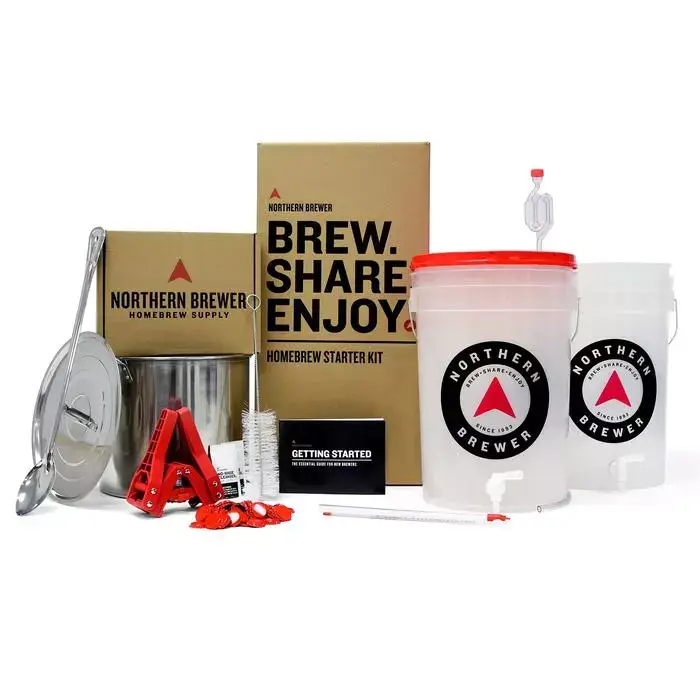 NORTHERN BREWER
BREW.
SHARE
ENJOY
HOMEBREW STARTER KIT
NORTHERN BREWER
HOMEBREW SUPPLY
GETTING STARTED
THE ESSENTIAL GUIDE FOR NEW BREWERS
NORTHERN
BREW•SHARE•ENJOY
SINCE 1993
BREWER
NORTHERN
BREW•SHARE•ENJOY
SINCE 1993
BREWER